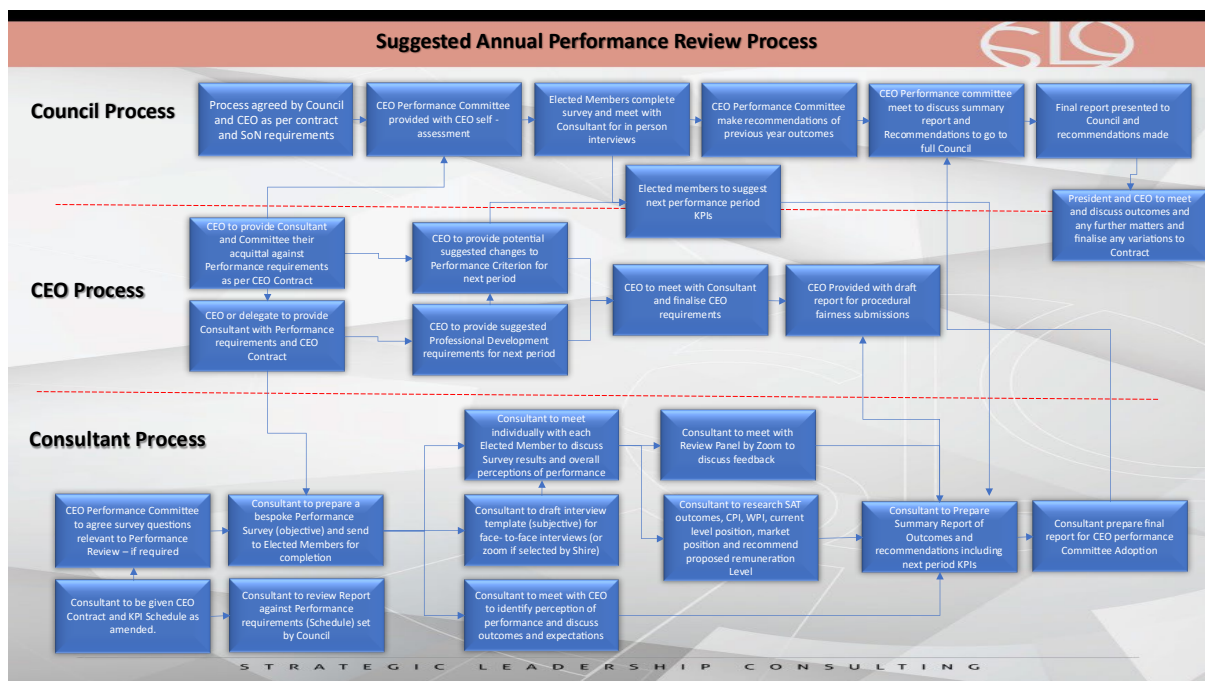 Suggested Annual Performance Review Process
SLC
Council Process
Process agreed by Council
and CEO as per contract
and SoN requirements
CEO Performance Committee
provided with CEO self -
assessment
Elected Members complete
survey and meet with
Consultant for in person
interviews
CEO Performance Committee
make recommendations of
previous year outcomes
CEO Performance committee
meet to discuss summary
report and
Recommendations to go to
full Council
Final report presented to
Council and
recommendations made
Elected members to suggest
next performance period
KPIs
President and CEO to meet
and discuss outcomes and
any further matters and
finalise any variations to
Contract
CEO Process
CEO to provide Consultant
and Committee their
acquittal against
Performance requirements
as per CEO Contract
CEO to provide potential
suggested changes to
Performance Criterion for
next period
CEO to meet with Consultant
and finalise CEO
requirements
CEO Provided with draft
report for procedural
fairness submissions
CEO or delegate to provide
Consultant with Performance
requirements and CEO
Contract
CEO to provide suggested
Professional Development
requirements for next period
Consultant Process
Consultant to meet
individually with each
Elected Member to discuss
Survey results and overall
perceptions of performance
Consultant to meet with
Review Panel by Zoom to
discuss feedback
CEO Performance Committee
to agree survey questions
relevant to Performance
Review – if required
Consultant to prepare a
bespoke Performance
Survey (objective) and send
to Elected Members for
completion
Consultant to draft interview
template (subjective) for
face- to-face interviews (or
zoom if selected by Shire)
Consultant to research SAT
outcomes, CPI, WPI, current
level position, market
position and recommend
proposed remuneration
Level
Consultant to Prepare
Summary Report of
Outcomes and
recommendations including
next period KPIs
Consultant prepare final
report for CEO performance
Committee Adoption
Consultant to be given CEO
Contract and KPI Schedule as
amended.
Consultant to review Report
against Performance
requirements (Schedule) set
by Council
Consultant to meet with CEO
to identify perception of
performance and discuss
outcomes and expectations
STRATEGIC LEADERSHIP CONSULTING